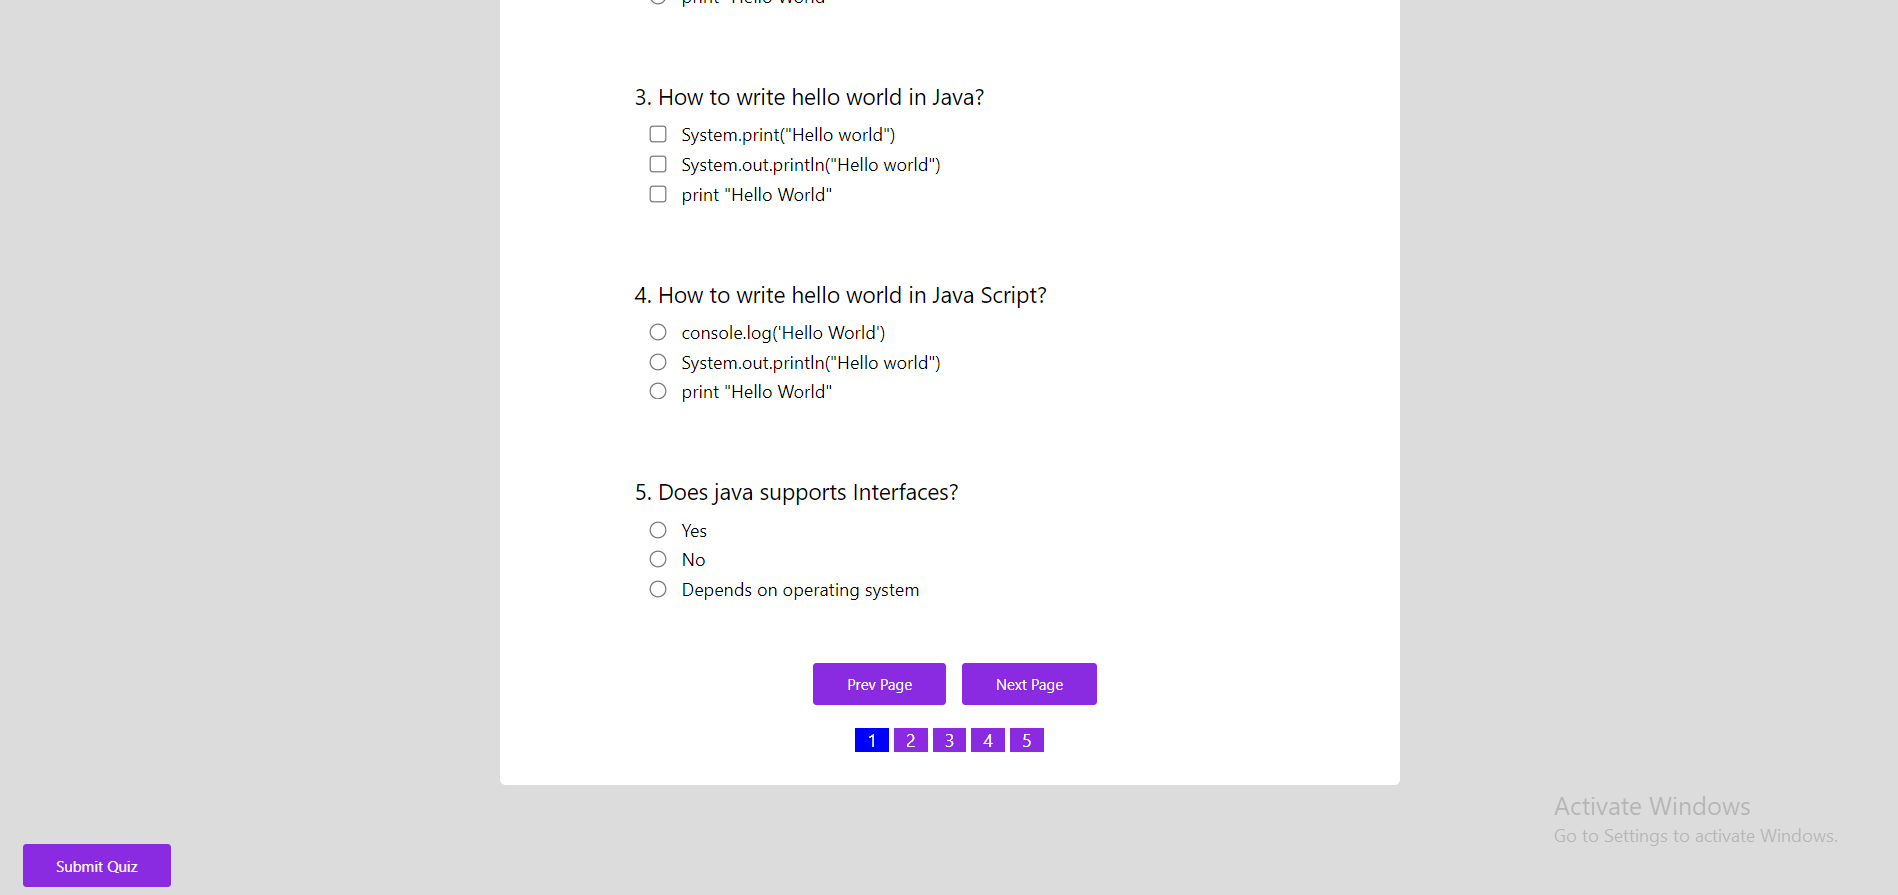 print "Hello World"
3. How to write hello world in Java?
System.print("Hello world")
System.out.println("Hello world")
print "Hello World"
4. How to write hello world in Java Script?
console.log('Hello World')
System.out.println("Hello world")
print "Hello World"
5. Does java supports Interfaces?
Yes
No
Depends on operating system
Prev Page Next Page
1 2 3 4 5
Activate Windows
Go to Settings to activate Windows.
Submit Quiz